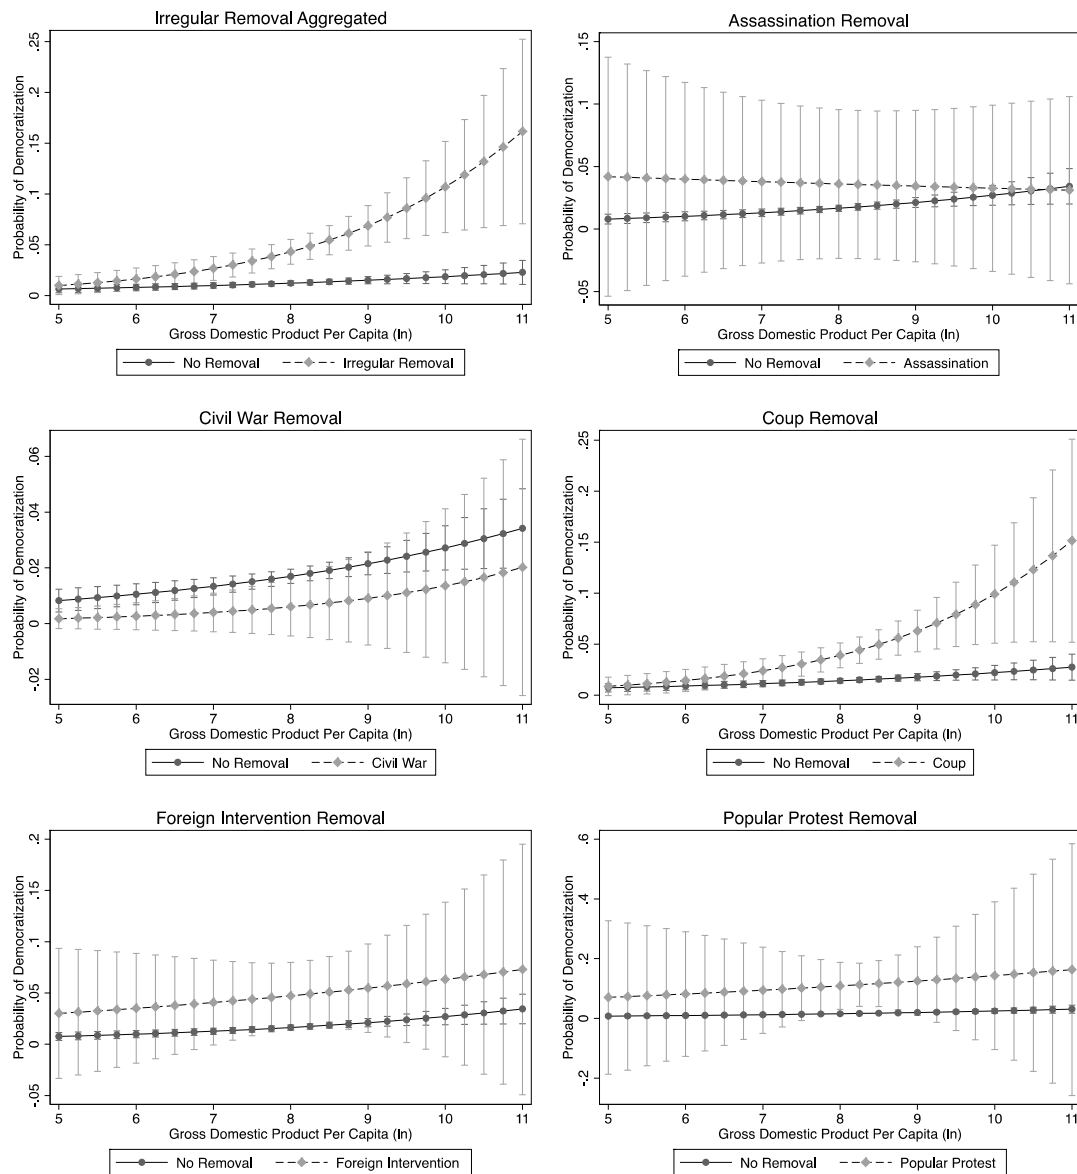 Irregular Removal Aggregated
Probability of Democratization
.25
.2
.15
.1
.05
0
5 6 7 8 9 10 11
Gross Domestic Product Per Capita (ln)
No Removal Irregular Removal
Assassination Removal
Probability of Democratization
.15
.1
.05
0
-.05
5 6 7 8 9 10 11
Gross Domestic Product Per Capita (ln)
No Removal Assassination
Civil War Removal
Probability of Democratization
.06
.04
.02
0
-.02
5 6 7 8 9 10 11
Gross Domestic Product Per Capita (ln)
No Removal Civil War
Coup Removal
Probability of Democratization
.25
.2
.15
.1
.05
0
5 6 7 8 9 10 11
Gross Domestic Product Per Capita (ln)
No Removal Coup
Foreign Intervention Removal
Probability of Democratization
.2
.15
.1
.05
0
-.05
5 6 7 8 9 10 11
Gross Domestic Product Per Capita (ln)
No Removal Foreign Intervention
Popular Protest Removal
Probability of Democratization
.6
.4
.2
0
-.2
5 6 7 8 9 10 11
Gross Domestic Product Per Capita (ln)
No Removal Popular Protest